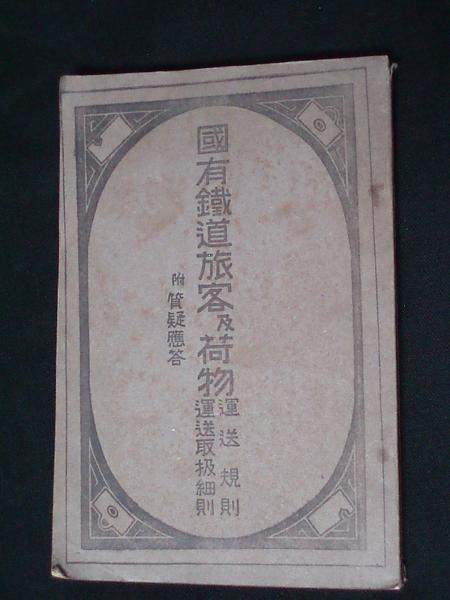 國有鐵道旅客及荷物
運送規則
運送取扱細則
附質疑應答